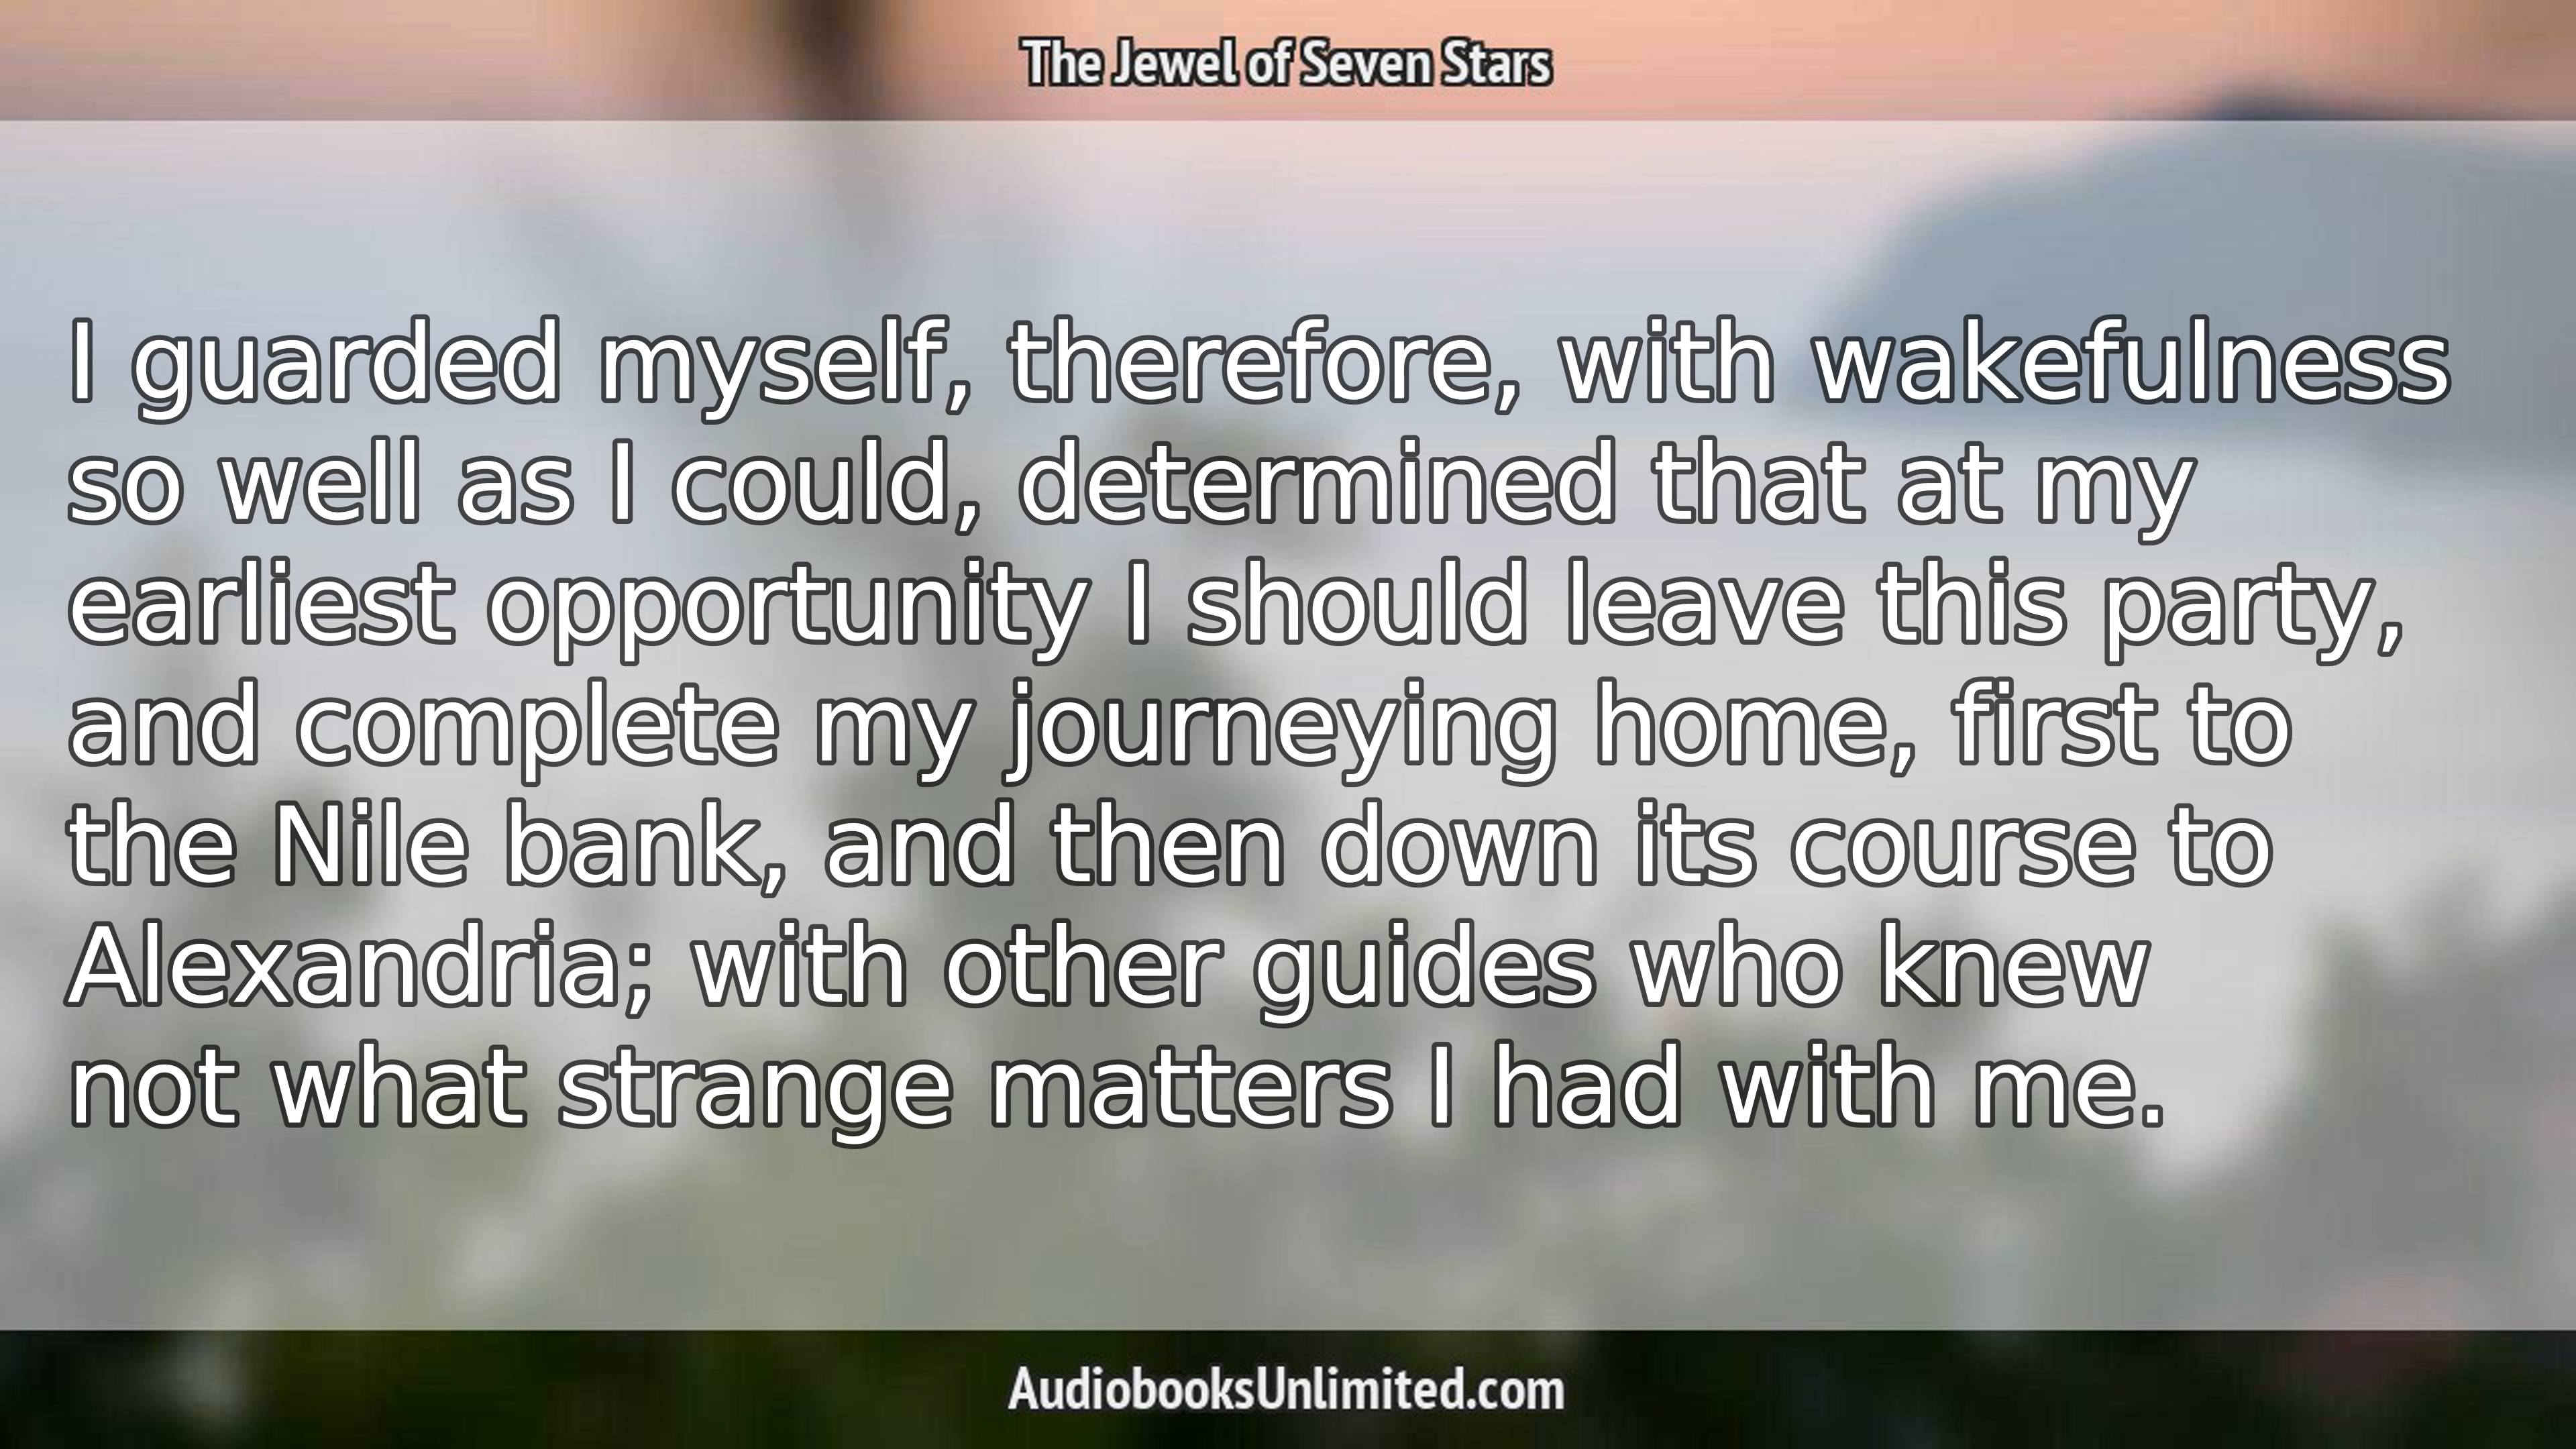 The Jewel of Seven Stars
I guarded myself, therefore, with wakefulness
so well as I could, determined that at my
earliest opportunity I should leave this party,
and complete my journeying home, first to
the Nile bank, and then down its course to
Alexandria; with other guides who knew
not what strange matters I had with me.
AudiobooksUnlimited.com